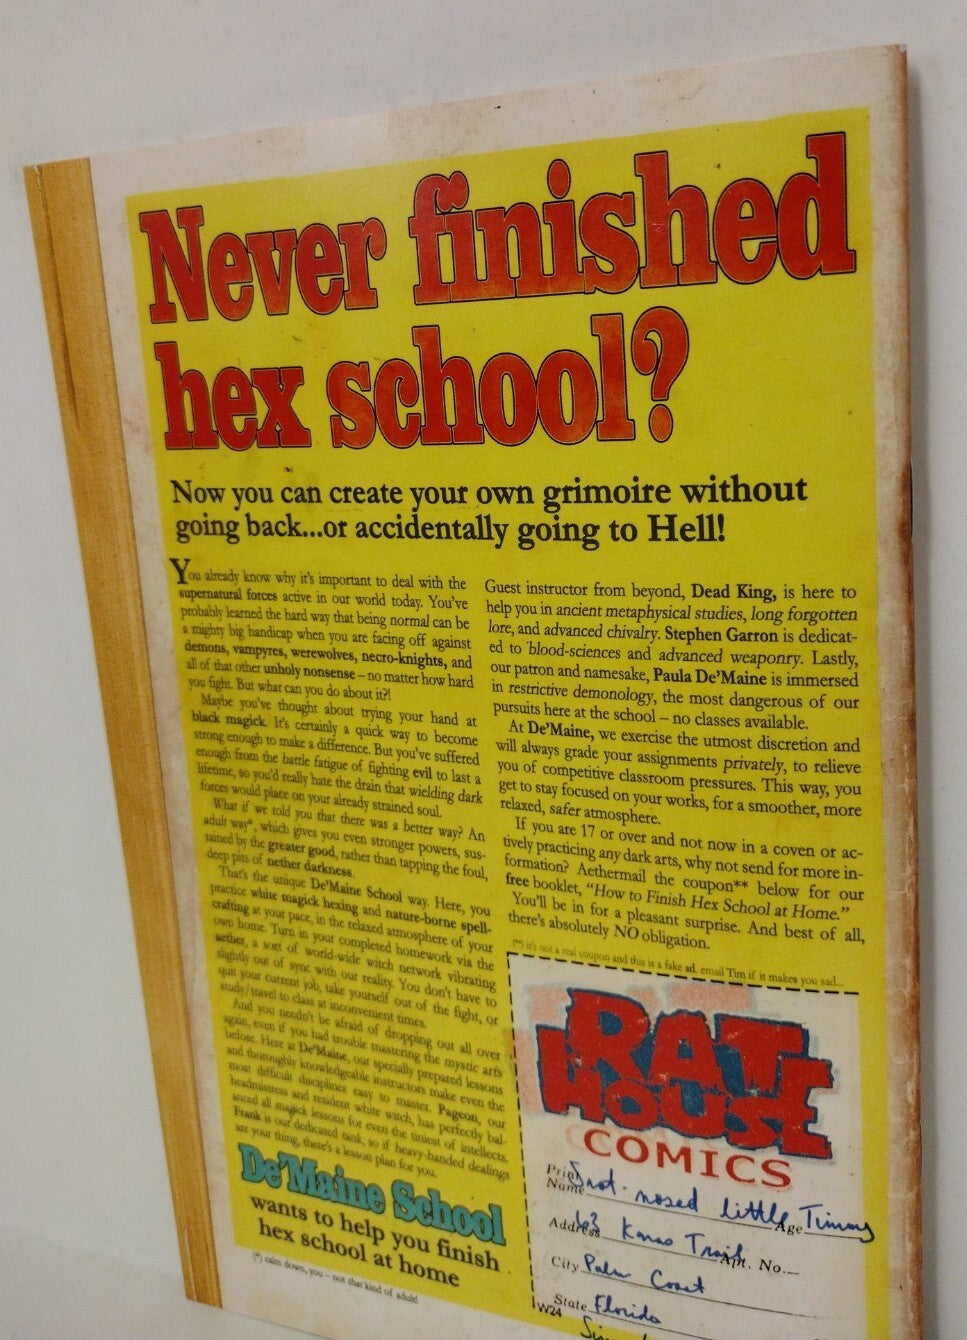 Never finished
hex school?
Now you can create your own grimoire without
going back...or accidentally going to Hell!
You already know why it's important to deal with the
supernatural forces active in our world today. You've
probably learned the hard way that being normal can be
a mighty big handicap when you are facing off against
demons, vampyres, werewolves, necro-knights, and
all of that other unholy nonsense – no matter how hard
you fight. But what can you do about it?!
Maybe you've thought about trying your hand at
black magick. It's certainly a quick way to become
strong enough to make a difference. But you've suffered
enough from the battle fatigue of fighting evil to last a
lifetime, so you'd really hate the drain that wielding dark
forces would place on your already strained soul.
What if we told you that there was a better way? An
adult way*, which gives you even stronger powers, sus-
tained by the greater good, rather than tapping the foul,
deep pits of nether darkness.
That's the unique De'Maine School way. Here, you
practice white magick hexing and nature-borne spell-
crafting at your pace, in the relaxed atmosphere of your
own home. Turn in your completed homework via the
aether, a sort of world-wide witch network vibrating
slightly out of sync with our reality. You don't have to
quit your current job, take yourself out of the fight, or
study/travel to class at inconvenient times.
And you needn't be afraid of dropping out all over
again, even if you had trouble mastering the mystic arts
before. Here at De'Maine, our specially prepared lessons
and thoroughly knowledgeable instructors make even the
most difficult disciplines easy to master. Pageon, our
headmistress and resident white witch, has perfectly bal-
anced all magick lessons for even the tiniest of intellects.
Frank is our dedicated tank, so if heavy-handed dealings
are your thing, there's a lesson plan for you.
De'Maine School
wants to help you finish
hex school at home
(*) calm down, you – not that kind of adult!
Guest instructor from beyond, Dead King, is here to
help you in ancient metaphysical studies, long forgotten
lore, and advanced chivalry. Stephen Garron is dedicat-
ed to blood-sciences and advanced weaponry. Lastly,
our patron and namesake, Paula De'Maine is immersed
in restrictive demonology, the most dangerous of our
pursuits here at the school – no classes available.
At De'Maine, we exercise the utmost discretion and
will always grade your assignments privately, to relieve
you of competitive classroom pressures. This way, you
get to stay focused on your works, for a smoother, more
relaxed, safer atmosphere.
If you are 17 or over and not now in a coven or ac-
tively practicing any dark arts, why not send for more in-
formation? Aethermail the coupon** below for our
free booklet, "How to Finish Hex School at Home."
You'll be in for a pleasant surprise. And best of all,
there's absolutely NO obligation.
(**) it's not a real coupon and this is a fake ad. email Tim if it makes you sad...
RAT
HOUSE
COMICS
Print
Name Snot-nosed little Timmy Age
Address 163 Trail Apt. No.
City Palm Coast
State Florida
W24